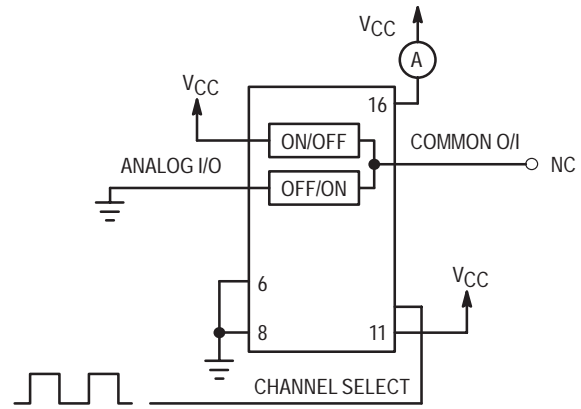 VCC
A
VCC
16
ON/OFF
COMMON O/I
ANALOG I/O
OFF/ON
NC
6
VCC
8
11
CHANNEL SELECT